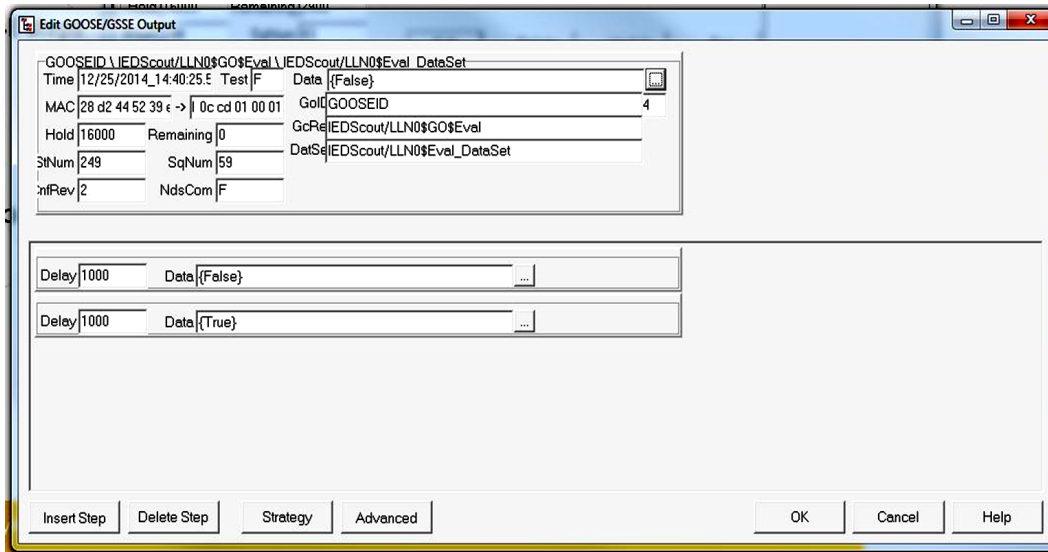 Edit GOOSE/GSSE Output
GOOSEID \ IEDScout/LLN0$GO$Eval \ IEDScout/LLN0$Eval_DataSet
Time 12/25/2014_14:40:25.5 Test F Data {False} ...
MAC 28 d2 44 52 39 -> 0c cd 01 00 01 GoID GOOSEID 4
Hold 16000 Remaining 0 GcRe IEDScout/LLN0$GO$Eval
StNum 249 SqNum 59 DatSe IEDScout/LLN0$Eval_DataSet
nfRev 2 NdsCom F
Delay 1000 Data {False} ...
Delay 1000 Data {True} ...
Insert Step Delete Step Strategy Advanced OK Cancel Help